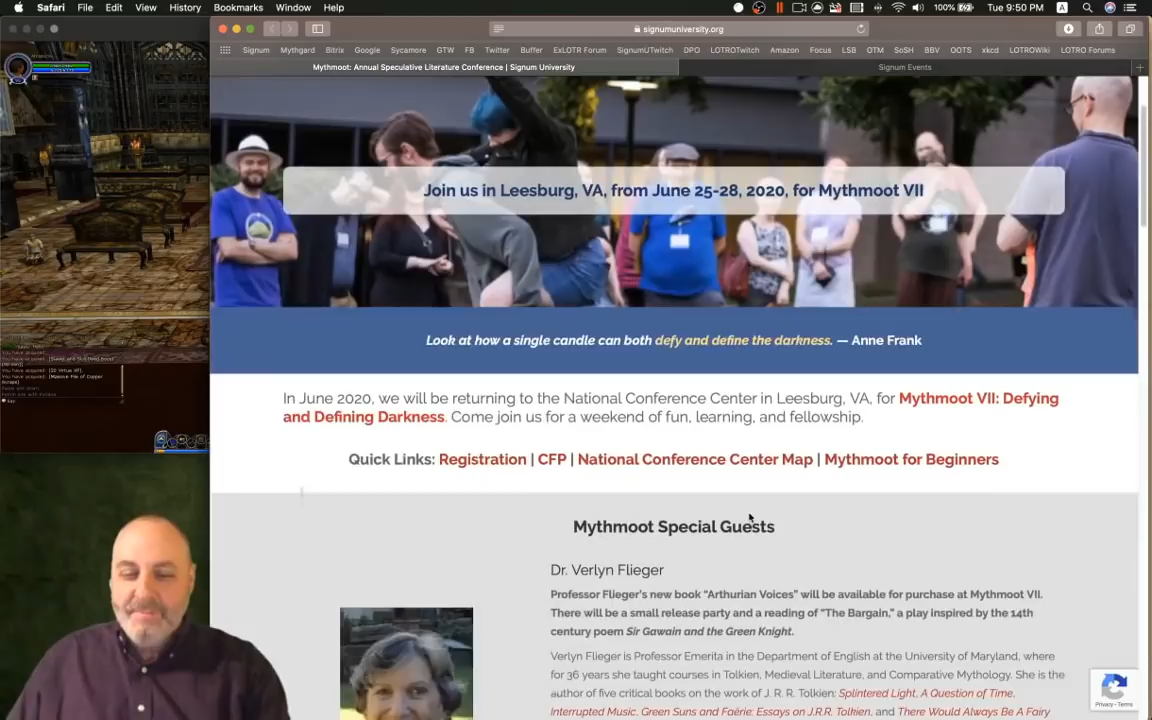 Safari File Edit View History Bookmarks Window Help
100% Tue 9:50 PM
signumuniversity.org
Signum Mythgard Bitrix Google Sycamore GTW FB Twitter Buffer ExLOTR Forum SignumUTwitch DPO LOTROTwitch Amazon Focus LSB OTM SoSH BBV OOTS xkcd LOTROWiki LOTRO Forums
Mythmoot: Annual Speculative Literature Conference | Signum University
Signum Events
Join us in Leesburg, VA, from June 25-28, 2020, for Mythmoot VII
Look at how a single candle can both defy and define the darkness. — Anne Frank
In June 2020, we will be returning to the National Conference Center in Leesburg, VA, for Mythmoot VII: Defying
and Defining Darkness. Come join us for a weekend of fun, learning, and fellowship.
Quick Links: Registration | CFP | National Conference Center Map | Mythmoot for Beginners
Mythmoot Special Guests
Dr. Verlyn Flieger
Professor Flieger's new book "Arthurian Voices" will be available for purchase at Mythmoot VII.
There will be a small release party and a reading of "The Bargain," a play inspired by the 14th
century poem Sir Gawain and the Green Knight.
Verlyn Flieger is Professor Emerita in the Department of English at the University of Maryland, where
for 36 years she taught courses in Tolkien, Medieval Literature, and Comparative Mythology. She is the
author of five critical books on the work of J. R. R. Tolkien: Splintered Light, A Question of Time,
Interrupted Music, Green Suns and Faërie: Essays on J.R.R. Tolkien, and There Would Always Be A Fairy
Privacy - Terms